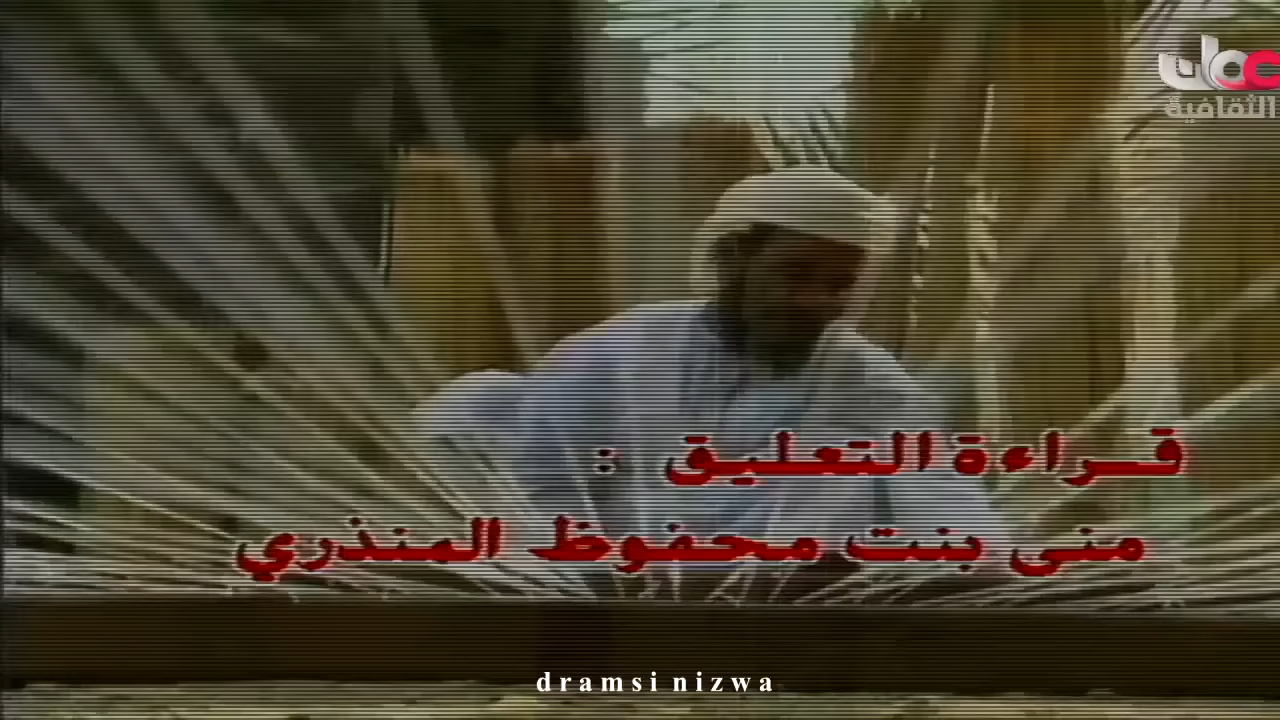 عمان
الثقافية
قراءة التعليق :
منى بنت محفوظ المنذري
dramsi nizwa